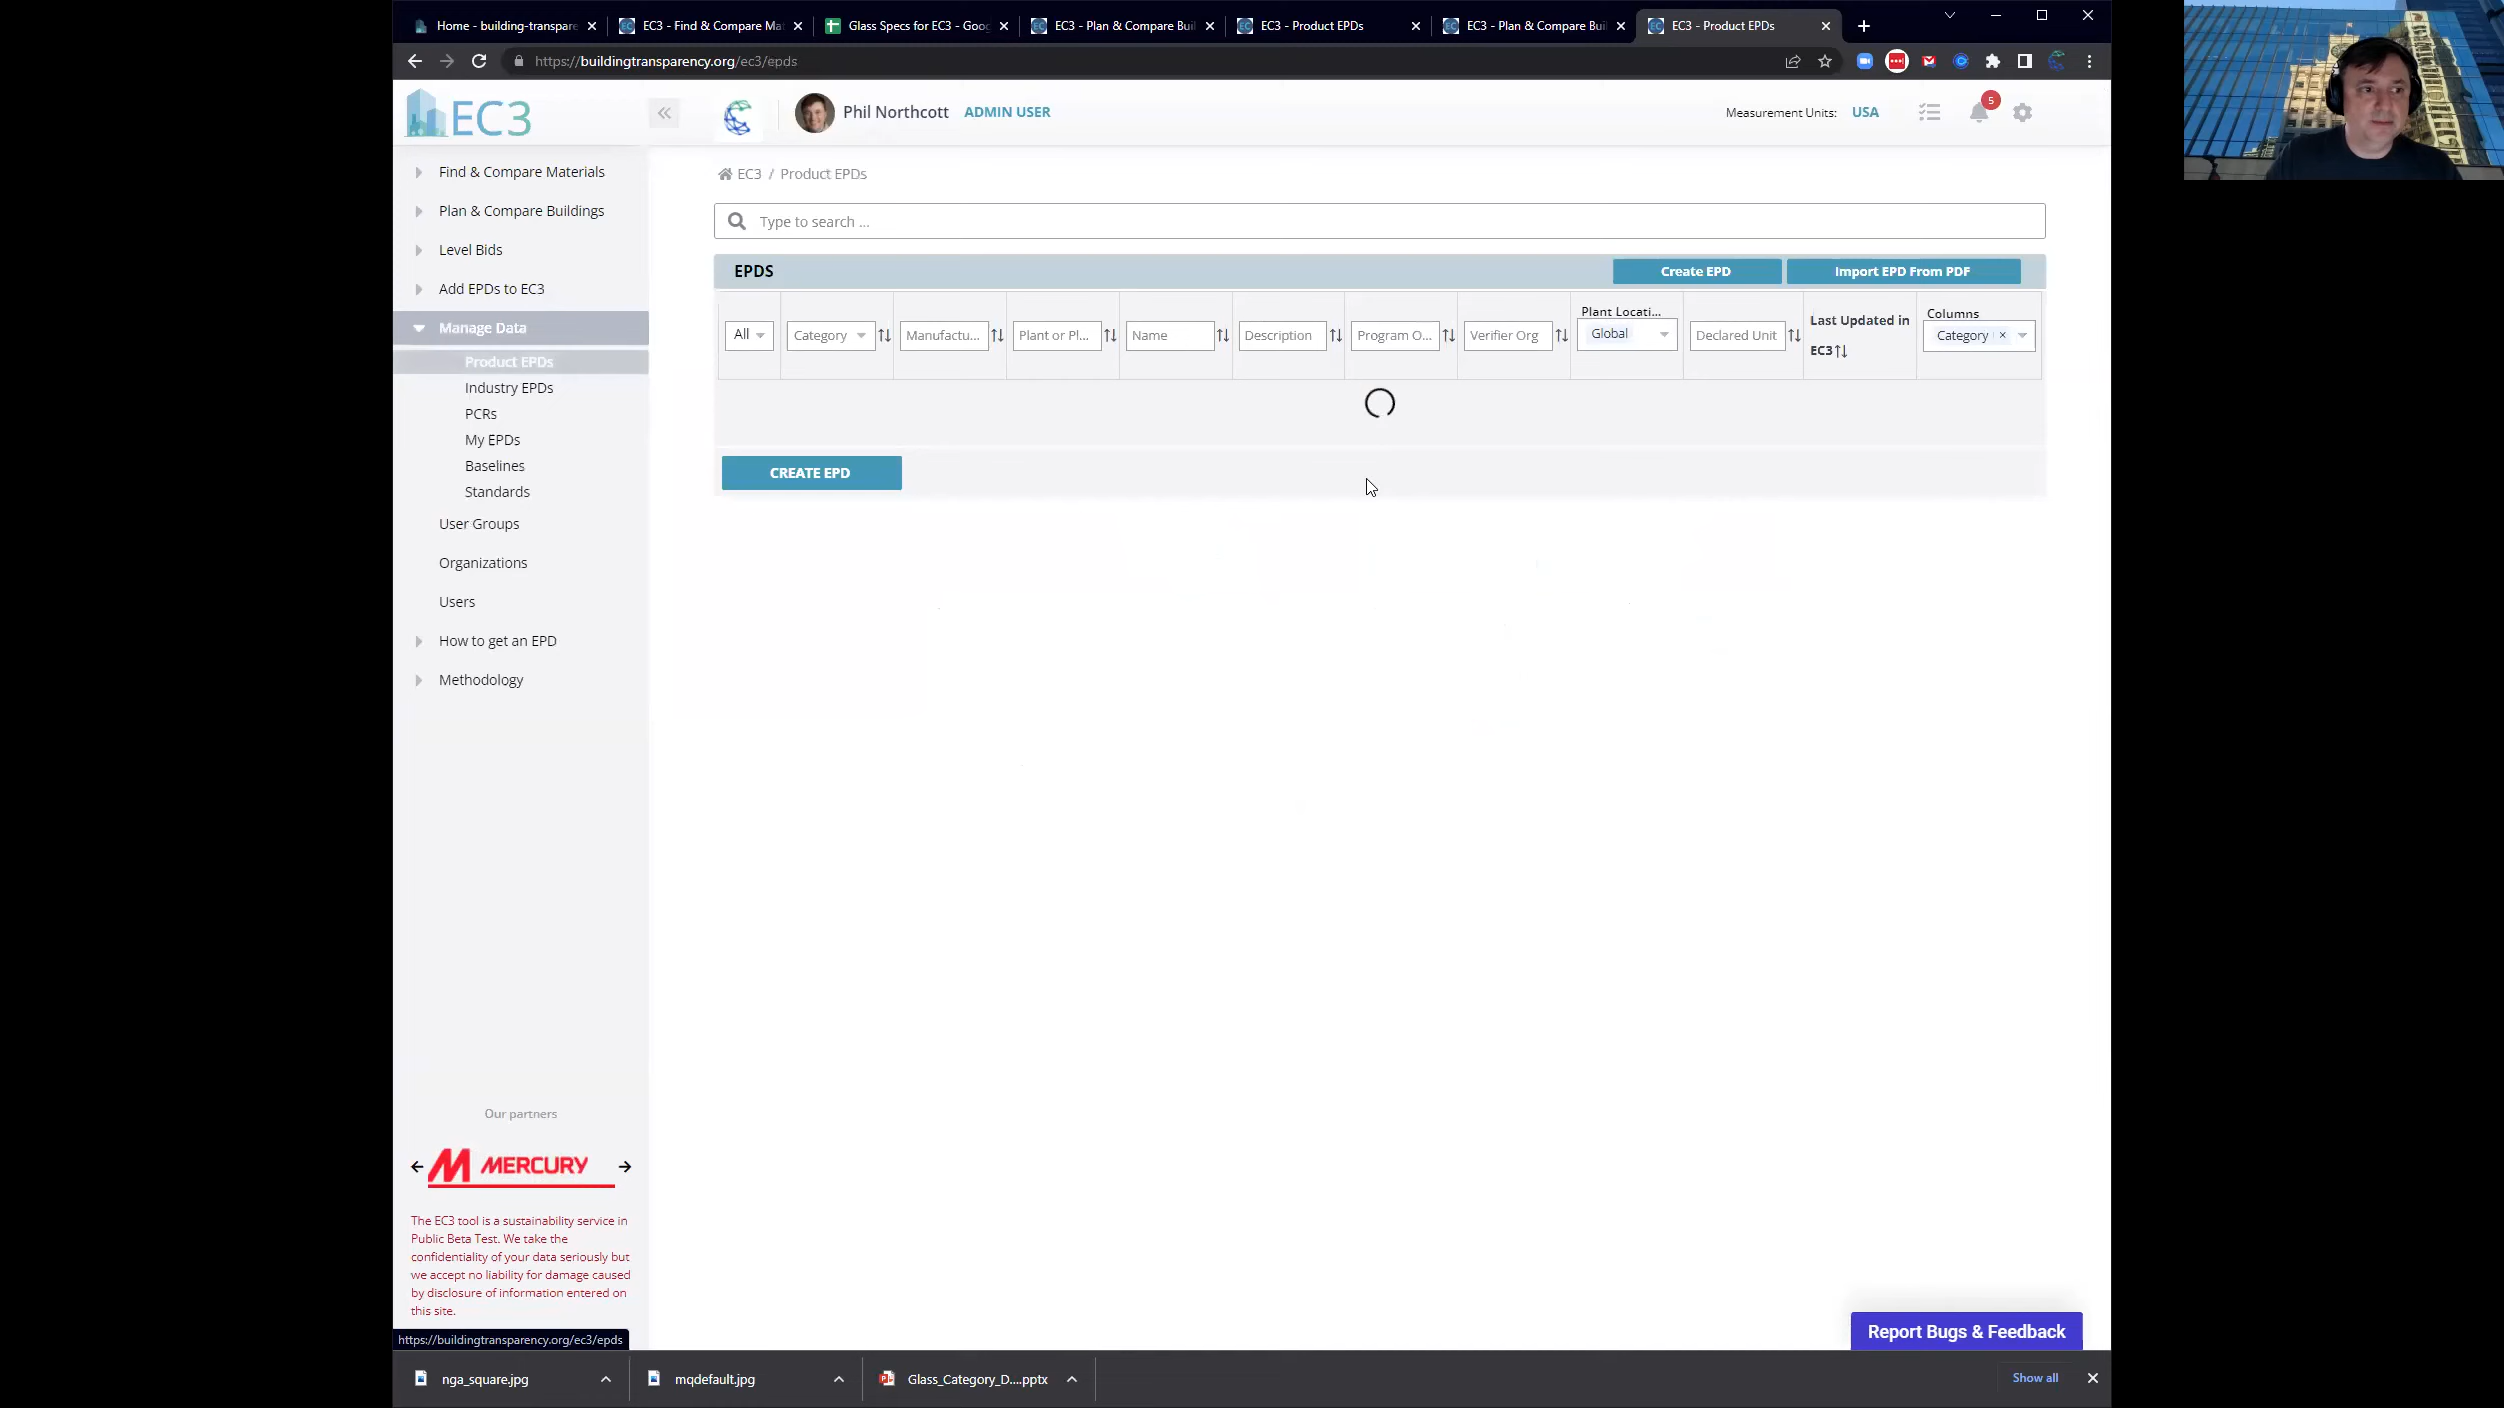 Home - building-transpare
EC3 - Find & Compare Ma
Glass Specs for EC3 - Goog
EC3 - Plan & Compare Bui
EC3 - Product EPDs
EC3 - Plan & Compare Bui
EC3 - Product EPDs
https://buildingtransparency.org/ec3/epds
EC3
Phil Northcott ADMIN USER
Measurement Units: USA
5
Find & Compare Materials
Plan & Compare Buildings
Level Bids
Add EPDs to EC3
Manage Data
Product EPDs
Industry EPDs
PCRs
My EPDs
Baselines
Standards
User Groups
Organizations
Users
How to get an EPD
Methodology
EC3 / Product EPDs
Type to search ...
EPDS
Create EPD
Import EPD From PDF
All
Category
Manufactu...
Plant or Pl...
Name
Description
Program O...
Verifier Org
Plant Locati...
Global
Declared Unit
Last Updated in
EC3
Columns
Category ×
CREATE EPD
Our partners
MERCURY
The EC3 tool is a sustainability service in
Public Beta Test. We take the
confidentiality of your data seriously but
we accept no liability for damage caused
by disclosure of information entered on
this site.
https://buildingtransparency.org/ec3/epds
Report Bugs & Feedback
nga_square.jpg
mqdefault.jpg
Glass_Category_D....pptx
Show all